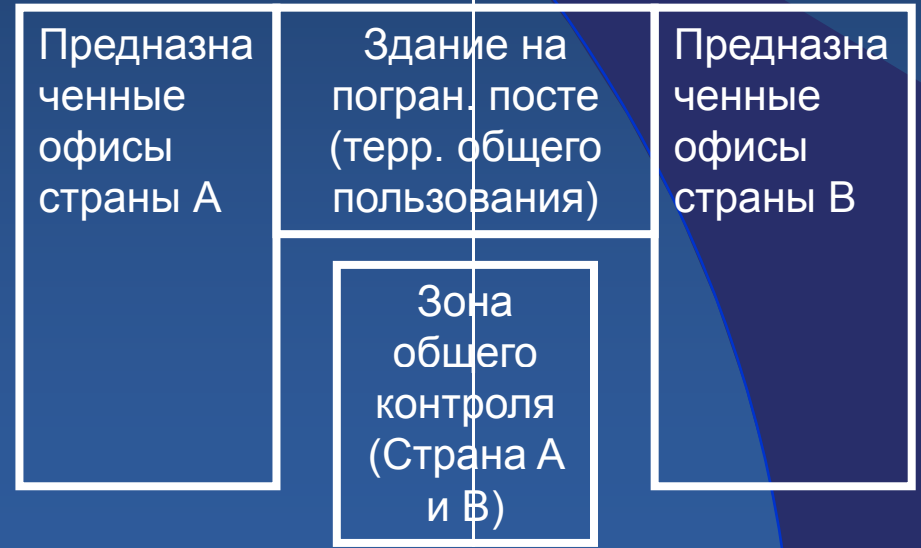 Предназна
ченные
офисы
страны А
Здание на
погран. посте
(терр. общего
пользования)
Предназна
ченные
офисы
страны В
Зона
общего
контроля
(Страна А
и В)